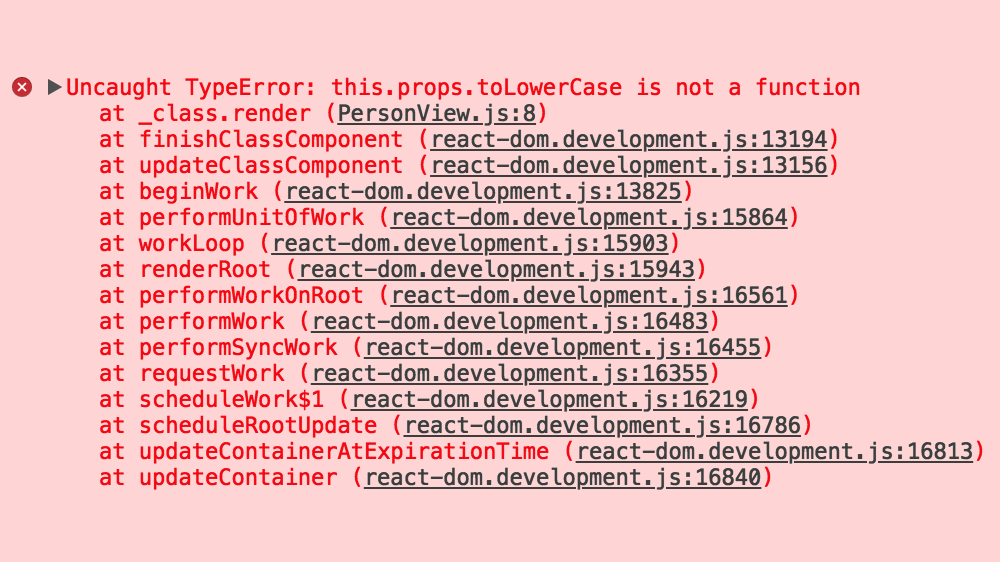 Uncaught TypeError: this.props.toLowerCase is not a function
at _class.render (PersonView.js:8)
at finishClassComponent (react-dom.development.js:13194)
at updateClassComponent (react-dom.development.js:13156)
at beginWork (react-dom.development.js:13825)
at performUnitOfWork (react-dom.development.js:15864)
at workLoop (react-dom.development.js:15903)
at renderRoot (react-dom.development.js:15943)
at performWorkOnRoot (react-dom.development.js:16561)
at performWork (react-dom.development.js:16483)
at performSyncWork (react-dom.development.js:16455)
at requestWork (react-dom.development.js:16355)
at scheduleWork$1 (react-dom.development.js:16219)
at scheduleRootUpdate (react-dom.development.js:16786)
at updateContainerAtExpirationTime (react-dom.development.js:16813)
at updateContainer (react-dom.development.js:16840)